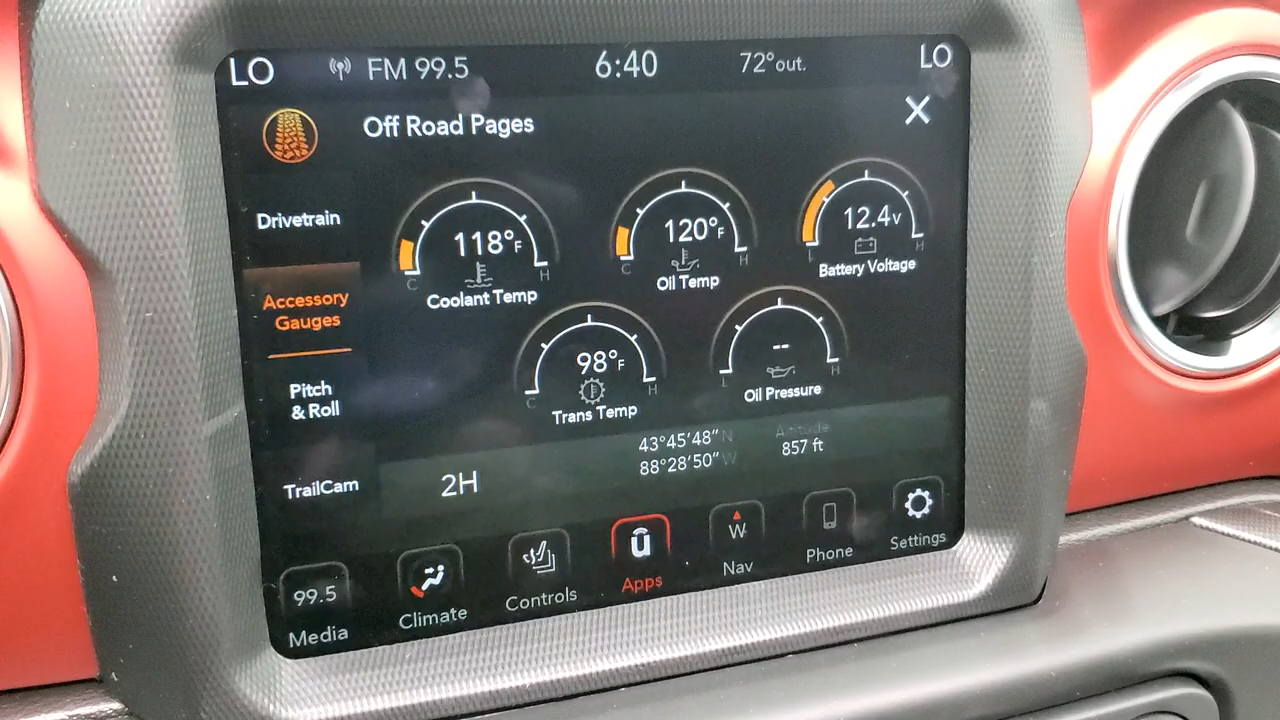 LO FM 99.5 6:40 72°out. LO
Off Road Pages
Drivetrain
Accessory
Gauges
Pitch
& Roll
TrailCam
118°F
C H
Coolant Temp
120°F
C H
Oil Temp
12.4v
L H
Battery Voltage
98°F
C H
Trans Temp
--
L H
Oil Pressure
2H
43°45'48" N
88°28'50" W
Altitude
857 ft
99.5
Media
Climate
Controls
Apps
W
Nav
Phone
Settings